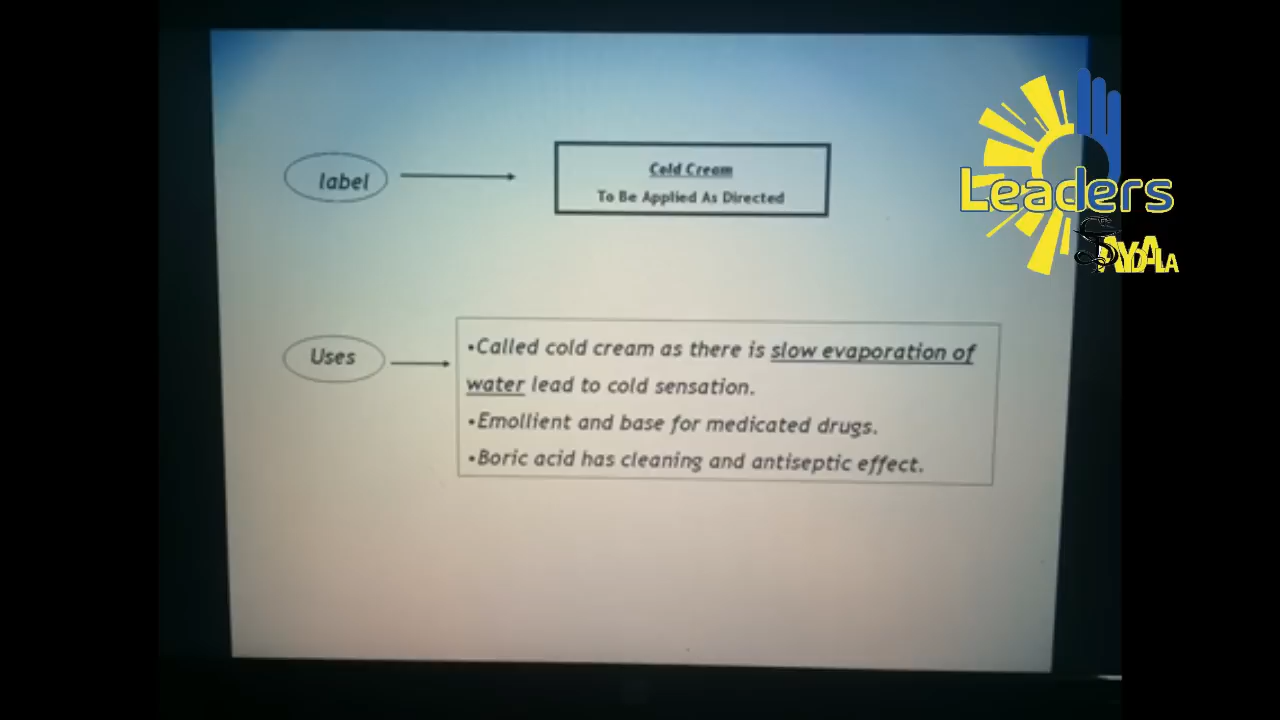 label
Cold Cream
To Be Applied As Directed
Leaders
SAYDALA
Uses
•Called cold cream as there is slow evaporation of
water lead to cold sensation.
•Emollient and base for medicated drugs.
•Boric acid has cleaning and antiseptic effect.